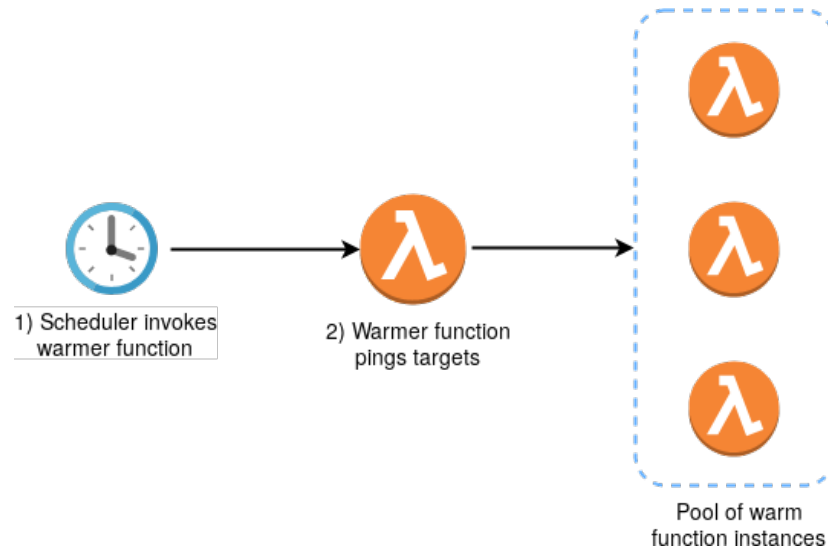 1) Scheduler invokes
warmer function
2) Warmer function
pings targets
Pool of warm
function instances